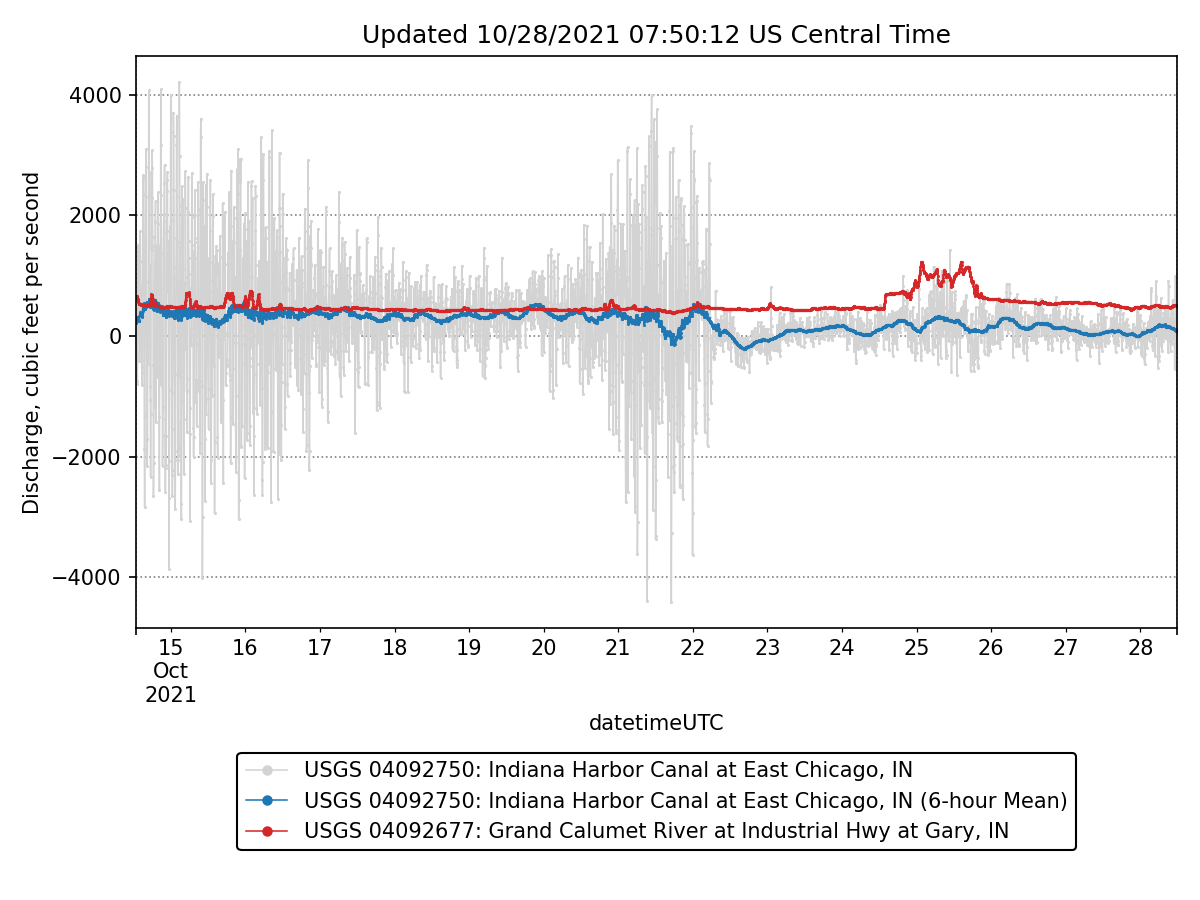 Updated 10/28/2021 07:50:12 US Central Time
Discharge, cubic feet per second
4000
2000
0
−2000
−4000
15 16 17 18 19 20 21 22 23 24 25 26 27 28
Oct
2021
datetimeUTC
USGS 04092750: Indiana Harbor Canal at East Chicago, IN
USGS 04092750: Indiana Harbor Canal at East Chicago, IN (6-hour Mean)
USGS 04092677: Grand Calumet River at Industrial Hwy at Gary, IN